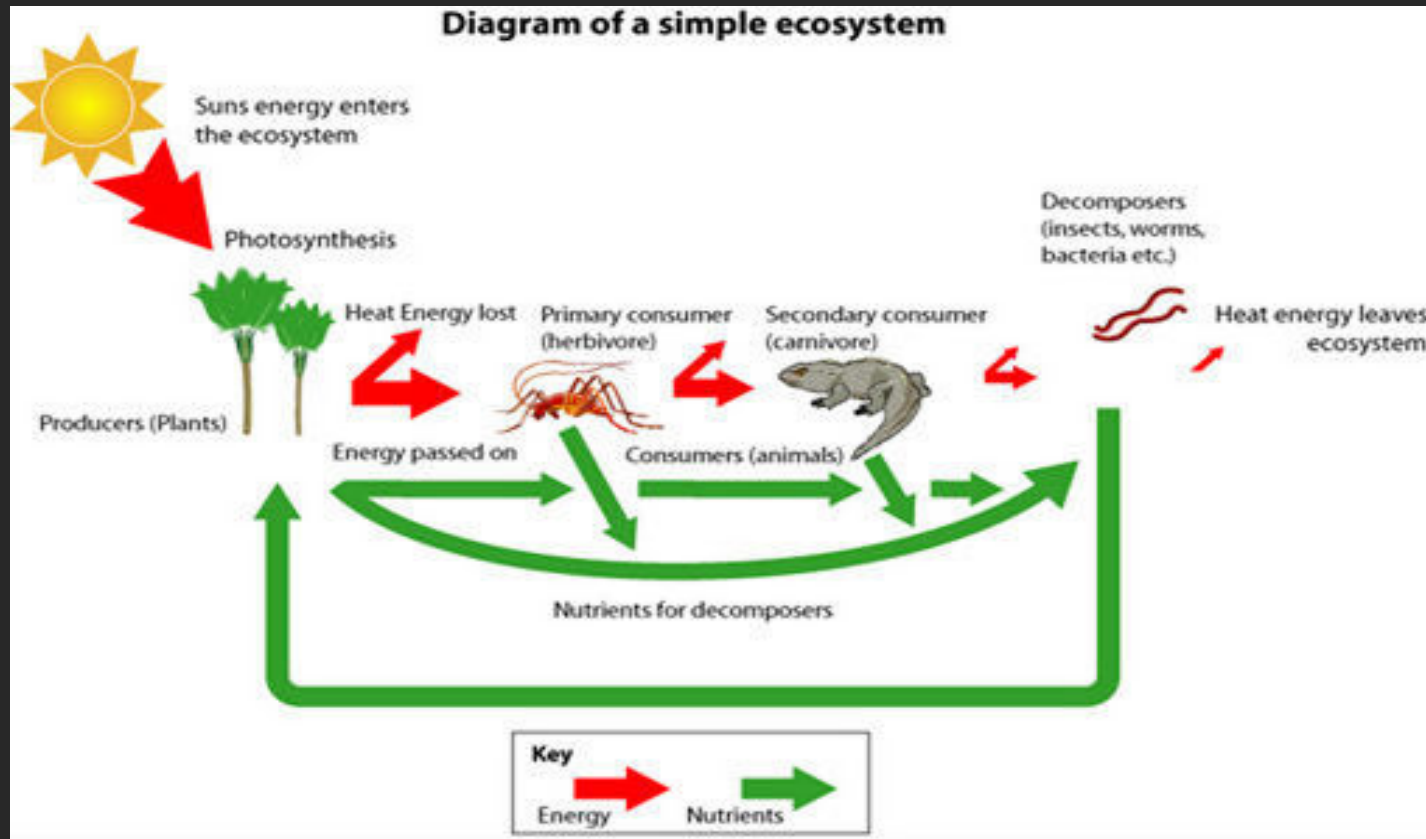 Diagram of a simple ecosystem
Suns energy enters
the ecosystem
Photosynthesis
Decomposers
(insects, worms,
bacteria etc.)
Heat Energy lost
Primary consumer
(herbivore)
Secondary consumer
(carnivore)
Heat energy leaves
ecosystem
Producers (Plants)
Energy passed on
Consumers (animals)
Nutrients for decomposers
Key
Energy
Nutrients